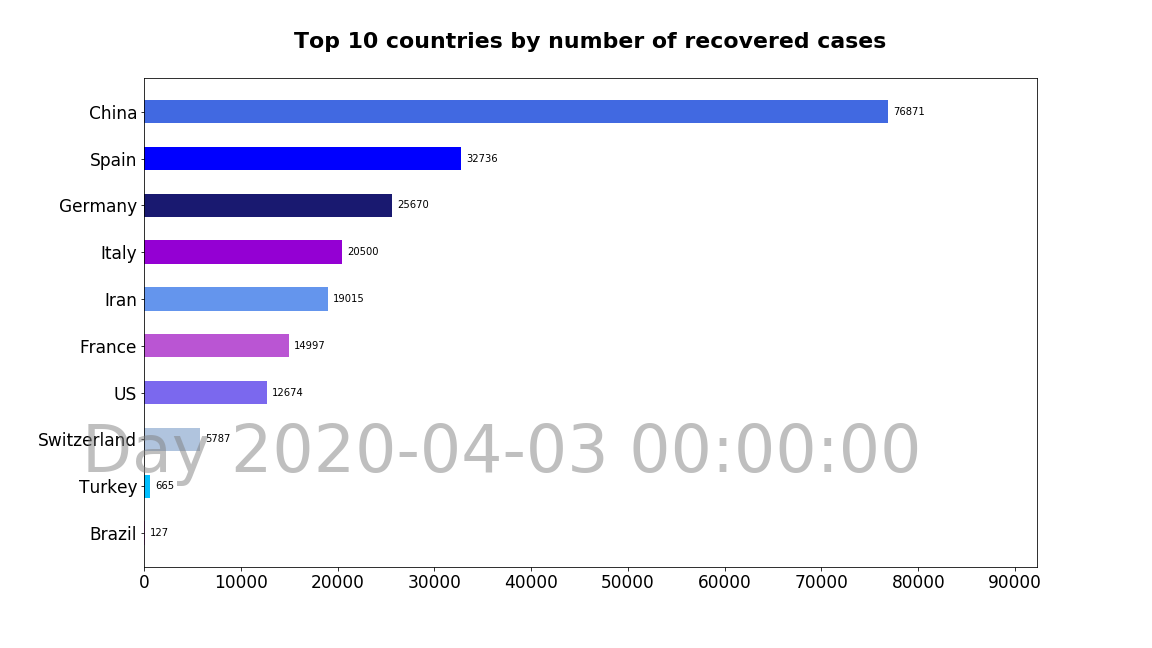 Top 10 countries by number of recovered cases
China 76871
Spain 32736
Germany 25670
Italy 20500
Iran 19015
France 14997
US 12674
Switzerland 5787
Day 2020-04-03 00:00:00
Turkey 665
Brazil 127
0 10000 20000 30000 40000 50000 60000 70000 80000 90000